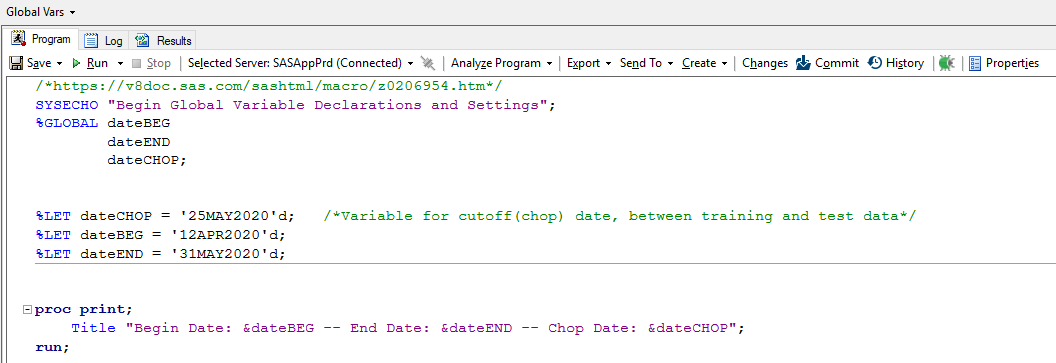 Global Vars
Program Log Results
Save Run Stop Selected Server: SASAppPrd (Connected) Analyze Program Export Send To Create Changes Commit History Properties
/*https://v8doc.sas.com/sashtml/macro/z0206954.htm*/
SYSECHO "Begin Global Variable Declarations and Settings";
%GLOBAL dateBEG
dateEND
dateCHOP;
%LET dateCHOP = '25MAY2020'd; /*Variable for cutoff(chop) date, between training and test data*/
%LET dateBEG = '12APR2020'd;
%LET dateEND = '31MAY2020'd;
proc print;
Title "Begin Date: &dateBEG -- End Date: &dateEND -- Chop Date: &dateCHOP";
run;